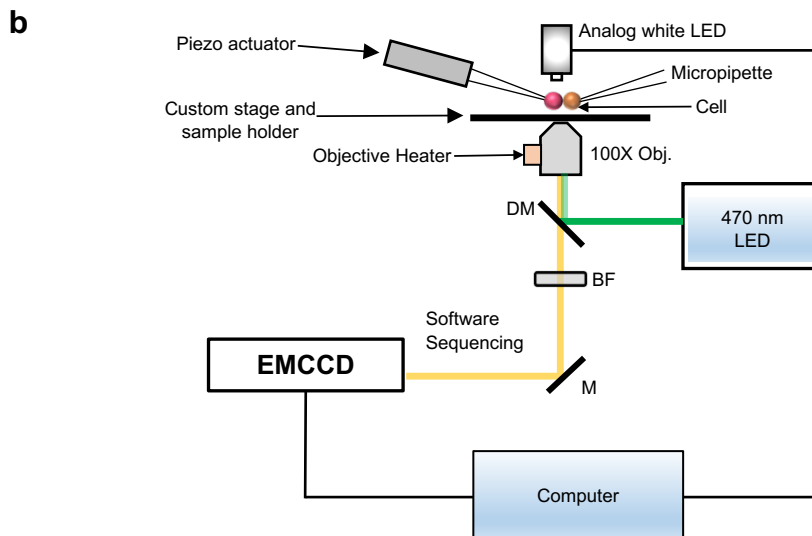 b
Analog white LED
Piezo actuator
Micropipette
Cell
Custom stage and
sample holder
Objective Heater
100X Obj.
DM
470 nm
LED
BF
Software
Sequencing
EMCCD
M
Computer